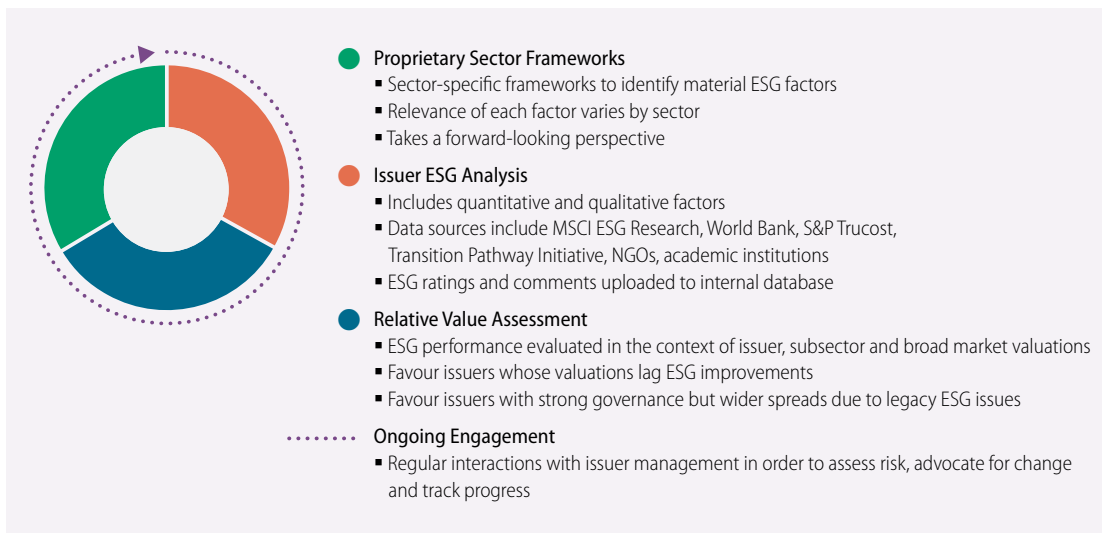 Proprietary Sector Frameworks
▪ Sector-specific frameworks to identify material ESG factors
▪ Relevance of each factor varies by sector
▪ Takes a forward-looking perspective
Issuer ESG Analysis
▪ Includes quantitative and qualitative factors
▪ Data sources include MSCI ESG Research, World Bank, S&P Trucost,
Transition Pathway Initiative, NGOs, academic institutions
▪ ESG ratings and comments uploaded to internal database
Relative Value Assessment
▪ ESG performance evaluated in the context of issuer, subsector and broad market valuations
▪ Favour issuers whose valuations lag ESG improvements
▪ Favour issuers with strong governance but wider spreads due to legacy ESG issues
Ongoing Engagement
▪ Regular interactions with issuer management in order to assess risk, advocate for change
and track progress